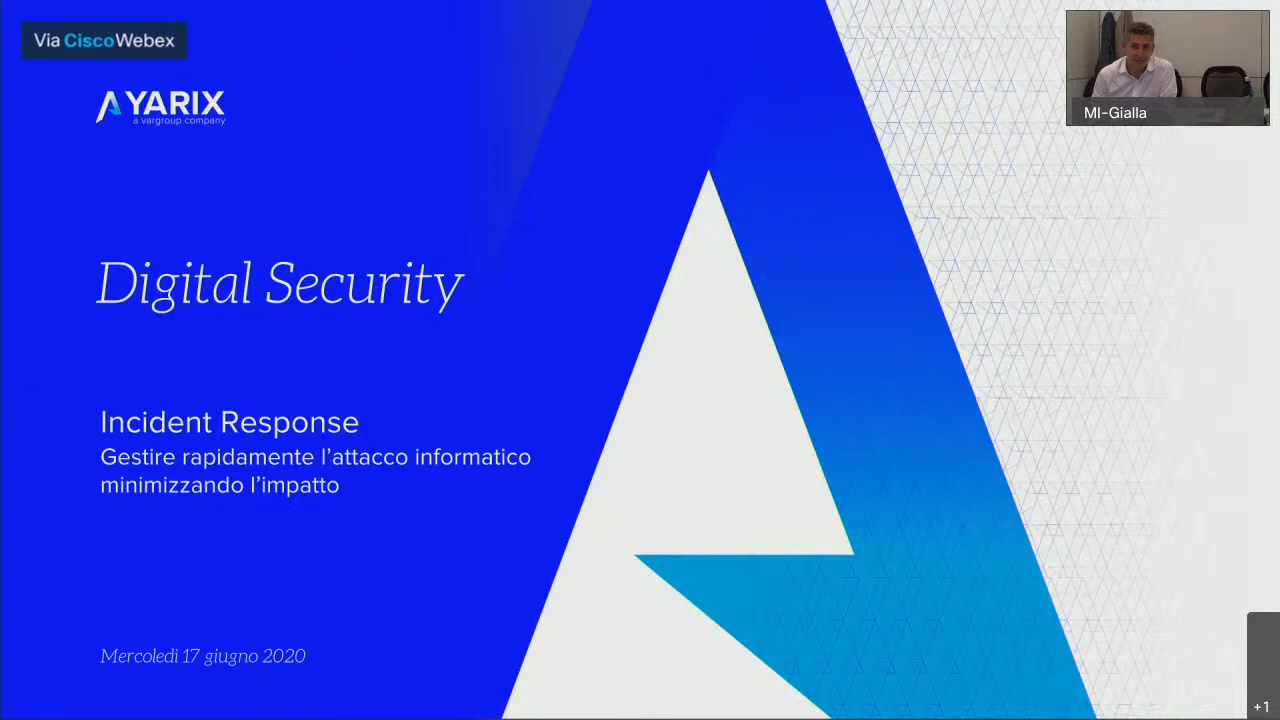 Via CiscoWebex
YARIX
a vargroup company
MI-Gialla
Digital Security
Incident Response
Gestire rapidamente l'attacco informatico
minimizzando l'impatto
Mercoledì 17 giugno 2020
+1